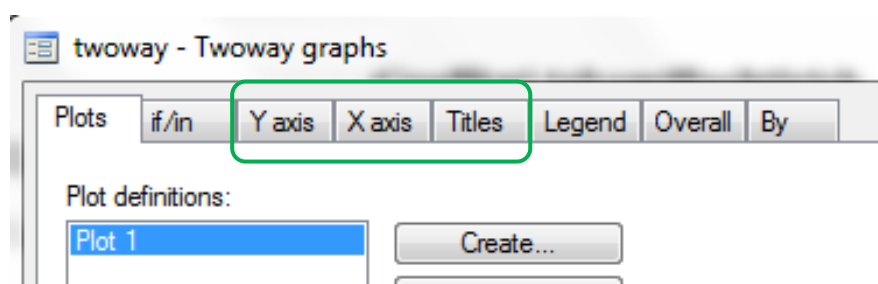 twoway - Twoway graphs
Plots if/in Y axis X axis Titles Legend Overall By
Plot definitions:
Plot 1
Create...